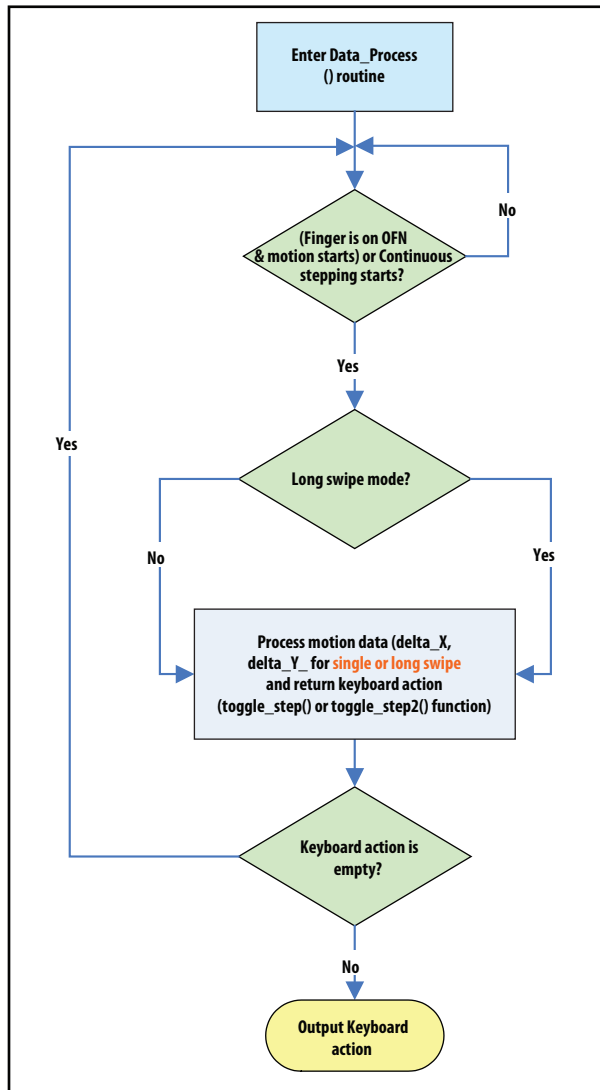 Enter Data_Process
() routine
No
(Finger is on OFN
& motion starts) or Continuous
stepping starts?
Yes
Yes
Long swipe mode?
No
Yes
Process motion data (delta_X,
delta_Y_ for single or long swipe
and return keyboard action
(toggle_step() or toggle_step2() function)
Keyboard action is
empty?
No
Output Keyboard
action